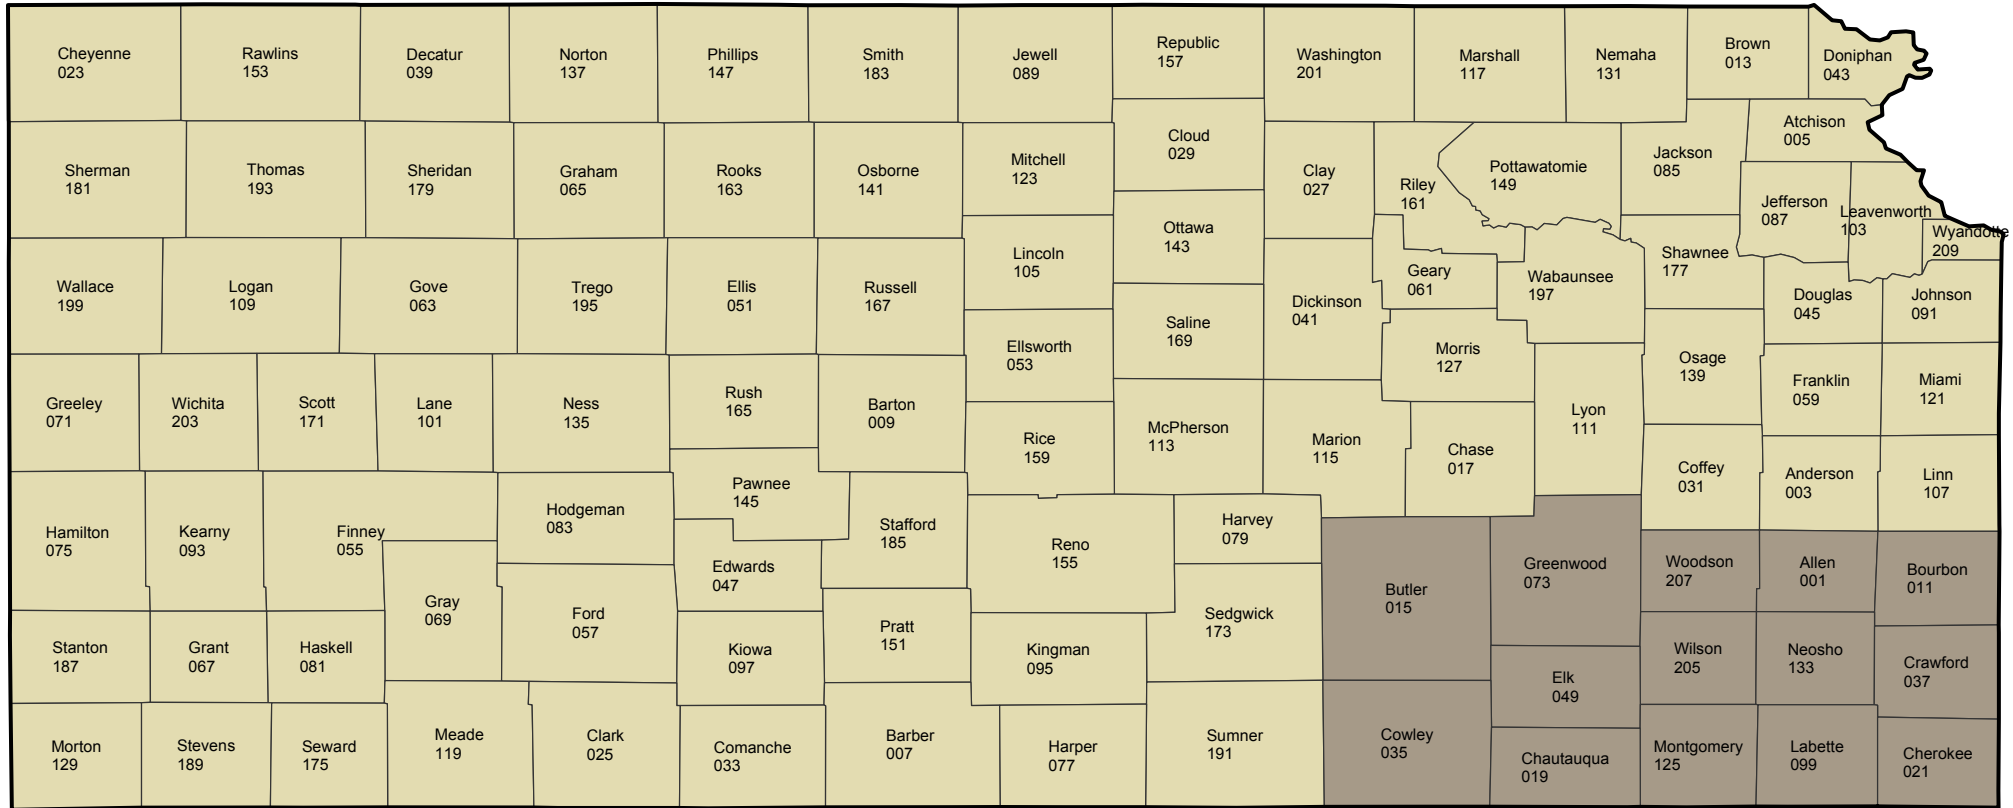 Cheyenne
023
Rawlins
153
Decatur
039
Norton
137
Phillips
147
Smith
183
Jewell
089
Republic
157
Washington
201
Marshall
117
Nemaha
131
Brown
013
Doniphan
043
Sherman
181
Thomas
193
Sheridan
179
Graham
065
Rooks
163
Osborne
141
Mitchell
123
Cloud
029
Clay
027
Riley
161
Pottawatomie
149
Jackson
085
Atchison
005
Jefferson
087
Leavenworth
103
Wyandotte
209
Wallace
199
Logan
109
Gove
063
Trego
195
Ellis
051
Russell
167
Lincoln
105
Ottawa
143
Dickinson
041
Geary
061
Wabaunsee
197
Shawnee
177
Douglas
045
Johnson
091
Ellsworth
053
Saline
169
Morris
127
Osage
139
Franklin
059
Miami
121
Greeley
071
Wichita
203
Scott
171
Lane
101
Ness
135
Rush
165
Barton
009
Rice
159
McPherson
113
Marion
115
Chase
017
Lyon
111
Coffey
031
Anderson
003
Linn
107
Hamilton
075
Kearny
093
Finney
055
Hodgeman
083
Pawnee
145
Stafford
185
Edwards
047
Reno
155
Harvey
079
Butler
015
Greenwood
073
Woodson
207
Allen
001
Bourbon
011
Gray
069
Ford
057
Stanton
187
Grant
067
Haskell
081
Kiowa
097
Pratt
151
Kingman
095
Sedgwick
173
Elk
049
Wilson
205
Neosho
133
Crawford
037
Morton
129
Stevens
189
Seward
175
Meade
119
Clark
025
Comanche
033
Barber
007
Harper
077
Sumner
191
Cowley
035
Chautauqua
019
Montgomery
125
Labette
099
Cherokee
021